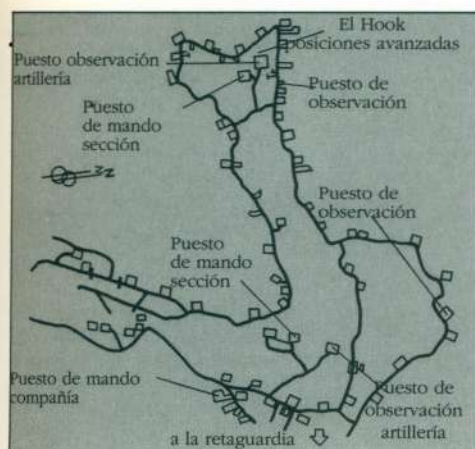 El Hook
posiciones avanzadas
Puesto observación
artillería
Puesto de
observación
Puesto
de mando
sección
Puesto de
observación
Puesto
de mando
sección
Puesto de mando
compañía
Puesto de
observación
artillería
a la retaguardia